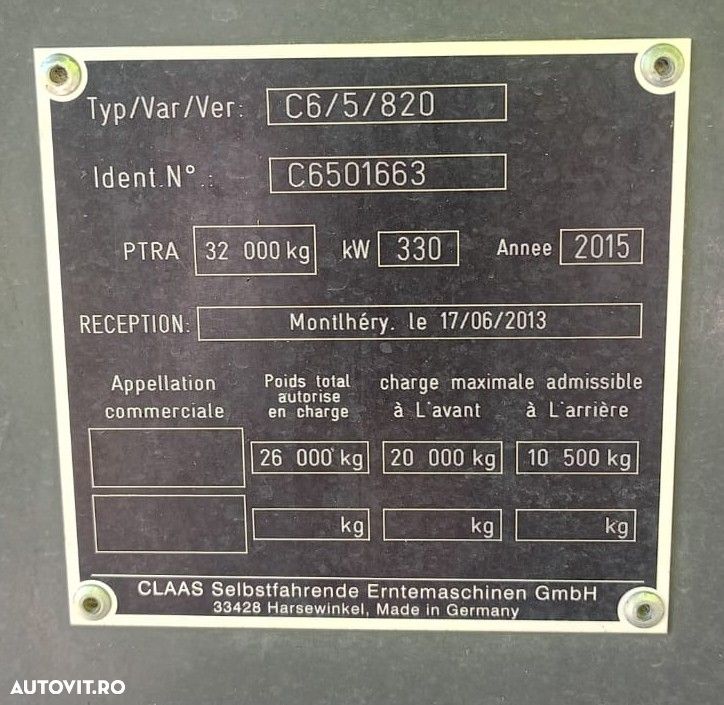 Typ/Var/Ver: C6/5/820
Ident.N°.: C6501663
PTRA 32 000 kg kW 330 Annee 2015
RECEPTION: Montlhéry. le 17/06/2013
Appellation commerciale
Poids total autorise en charge
charge maximale admissible
à L'avant à L'arrière
26 000 kg 20 000 kg 10 500 kg
kg kg kg
CLAAS Selbstfahrende Erntemaschinen GmbH
33428 Harsewinkel, Made in Germany
AUTOVIT.RO